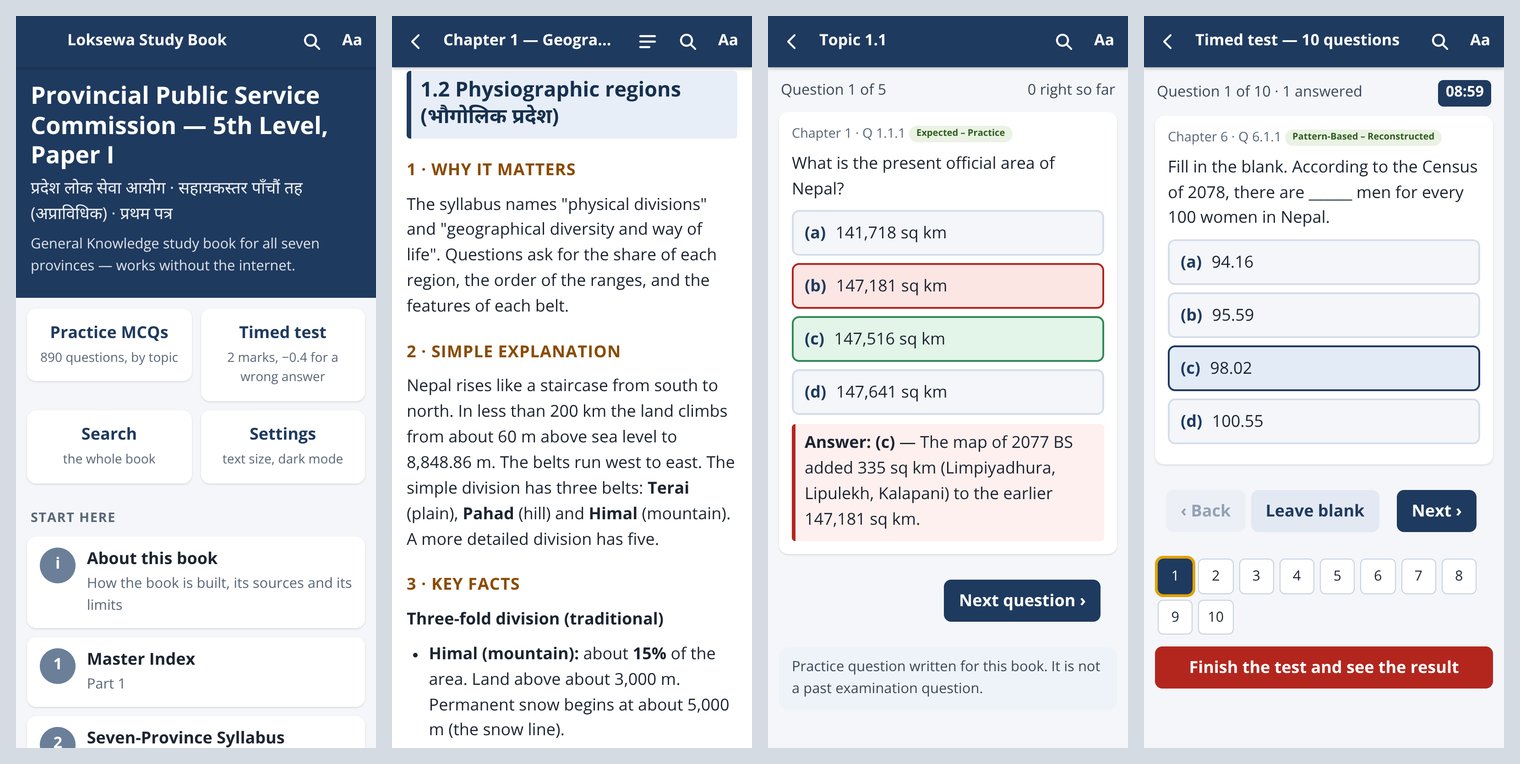 Loksewa Study Book
Aa
Provincial Public Service
Commission — 5th Level,
Paper I
प्रदेश लोक सेवा आयोग · सहायकस्तर पाँचौं तह
(अप्राविधिक) · प्रथम पत्र
General Knowledge study book for all seven
provinces — works without the internet.
Practice MCQs
890 questions, by topic
Timed test
2 marks, −0.4 for a
wrong answer
Search
the whole book
Settings
text size, dark mode
START HERE
i
About this book
How the book is built, its sources and its
limits
1
Master Index
Part 1
2
Seven-Province Syllabus
Chapter 1 — Geogra...
Aa
1.2 Physiographic regions
(भौगोलिक प्रदेश)
1 · WHY IT MATTERS
The syllabus names "physical divisions"
and "geographical diversity and way of
life". Questions ask for the share of each
region, the order of the ranges, and the
features of each belt.
2 · SIMPLE EXPLANATION
Nepal rises like a staircase from south to
north. In less than 200 km the land climbs
from about 60 m above sea level to
8,848.86 m. The belts run west to east. The
simple division has three belts: Terai
(plain), Pahad (hill) and Himal (mountain).
A more detailed division has five.
3 · KEY FACTS
Three-fold division (traditional)
• Himal (mountain): about 15% of the
area. Land above about 3,000 m.
Permanent snow begins at about 5,000
m (the snow line).
Topic 1.1
Aa
Question 1 of 5
0 right so far
Chapter 1 · Q 1.1.1 Expected – Practice
What is the present official area of
Nepal?
(a) 141,718 sq km
(b) 147,181 sq km
(c) 147,516 sq km
(d) 147,641 sq km
Answer: (c) — The map of 2077 BS
added 335 sq km (Limpiyadhura,
Lipulekh, Kalapani) to the earlier
147,181 sq km.
Next question ›
Practice question written for this book. It is not
a past examination question.
Timed test — 10 questions
Aa
Question 1 of 10 · 1 answered
08:59
Chapter 6 · Q 6.1.1 Pattern-Based – Reconstructed
Fill in the blank. According to the Census
of 2078, there are _____ men for every
100 women in Nepal.
(a) 94.16
(b) 95.59
(c) 98.02
(d) 100.55
‹ Back
Leave blank
Next ›
1 2 3 4 5 6 7 8
9 10
Finish the test and see the result